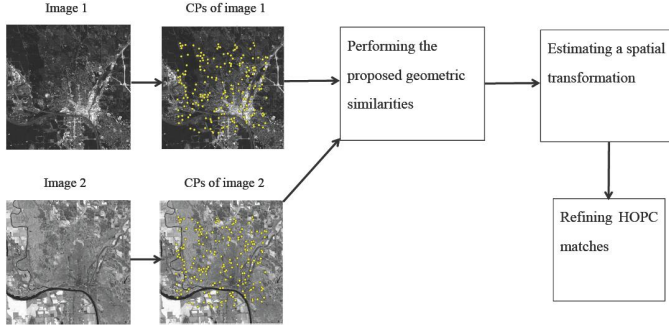 Image 1
CPs of image 1
Performing the
proposed geometric
similarities
Estimating a spatial
transformation
Image 2
CPs of image 2
Refining HOPC
matches